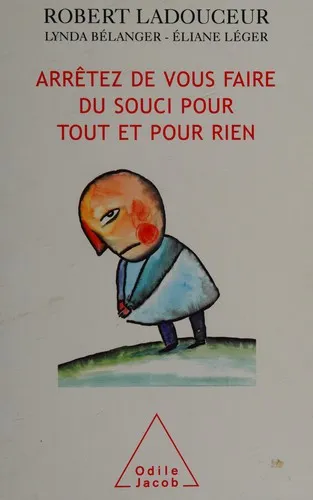 ROBERT LADOUCEUR
LYNDA BÉLANGER - ÉLIANE LÉGER
ARRÊTEZ DE VOUS FAIRE
DU SOUCI POUR
TOUT ET POUR RIEN
Odile
Jacob